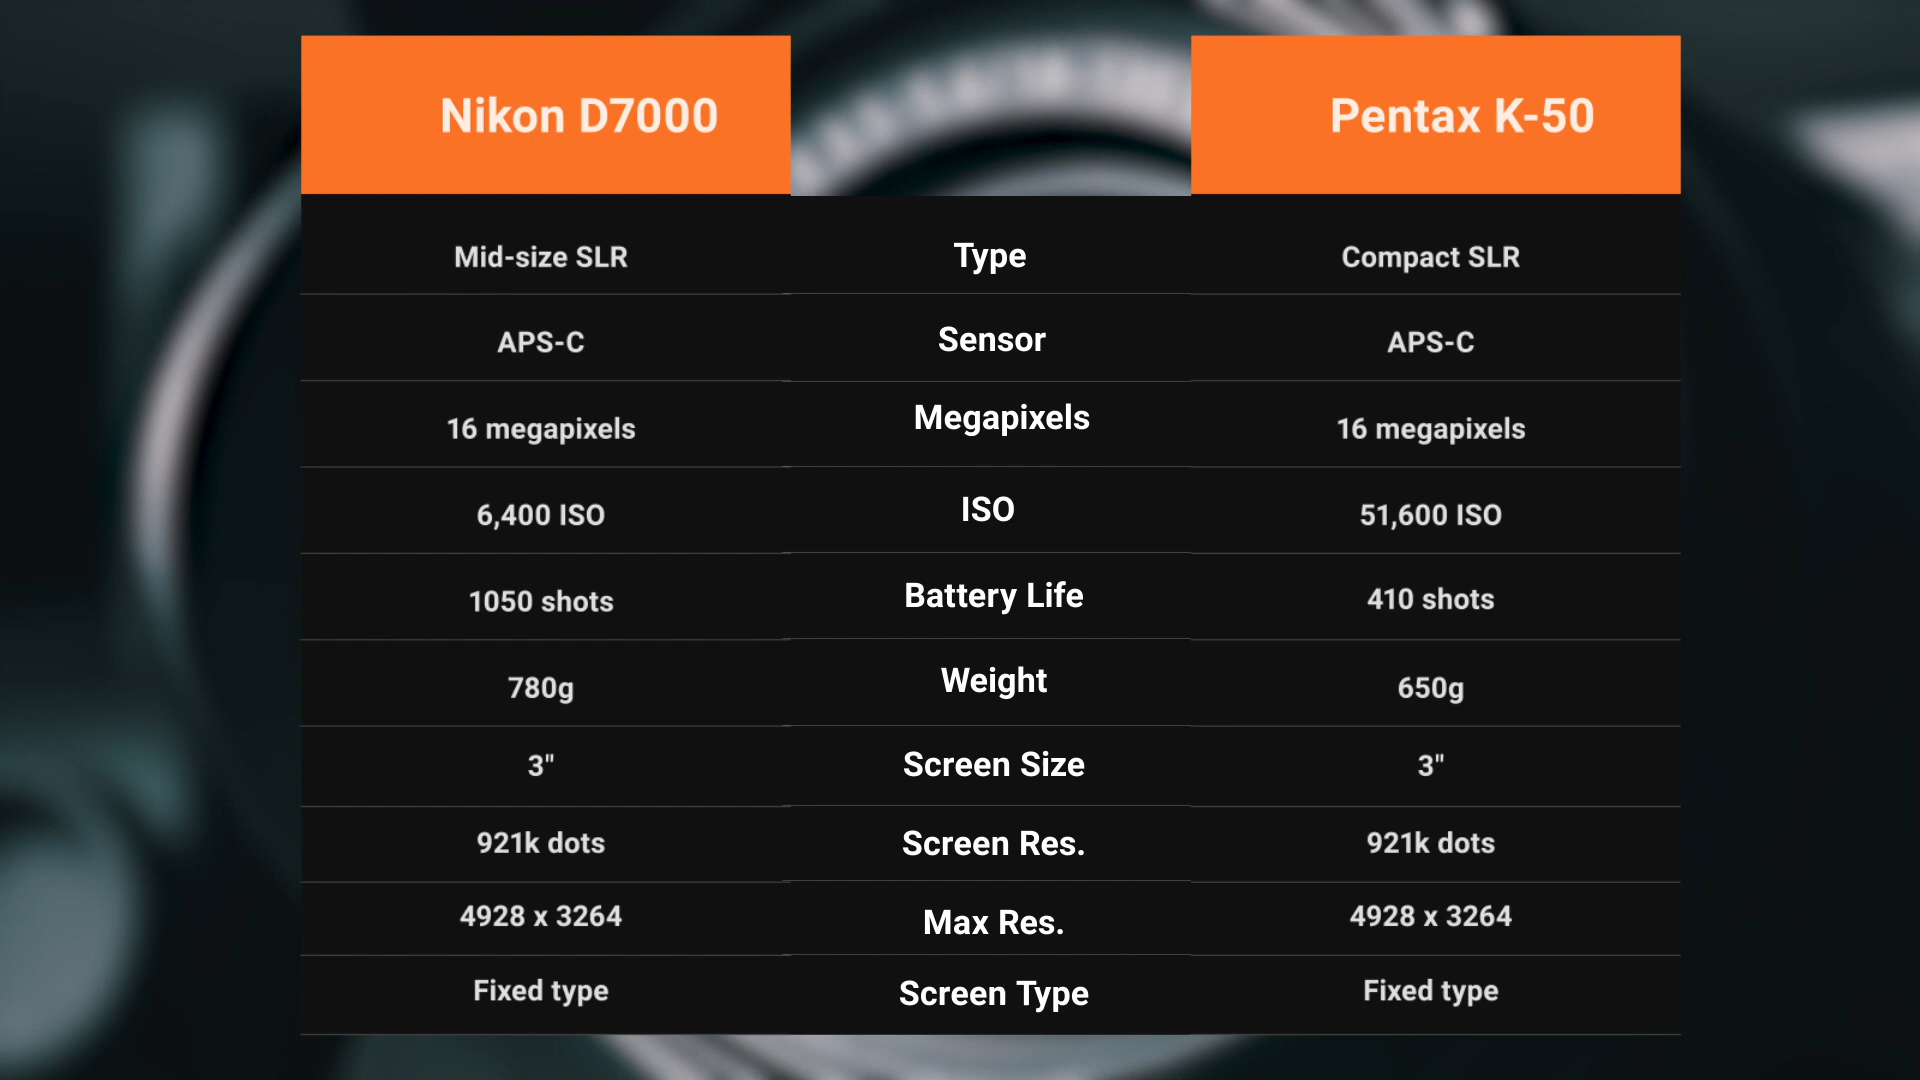 Nikon D7000 Pentax K-50
Mid-size SLR Type Compact SLR
APS-C Sensor APS-C
16 megapixels Megapixels 16 megapixels
6,400 ISO ISO 51,600 ISO
1050 shots Battery Life 410 shots
780g Weight 650g
3" Screen Size 3"
921k dots Screen Res. 921k dots
4928 x 3264 Max Res. 4928 x 3264
Fixed type Screen Type Fixed type